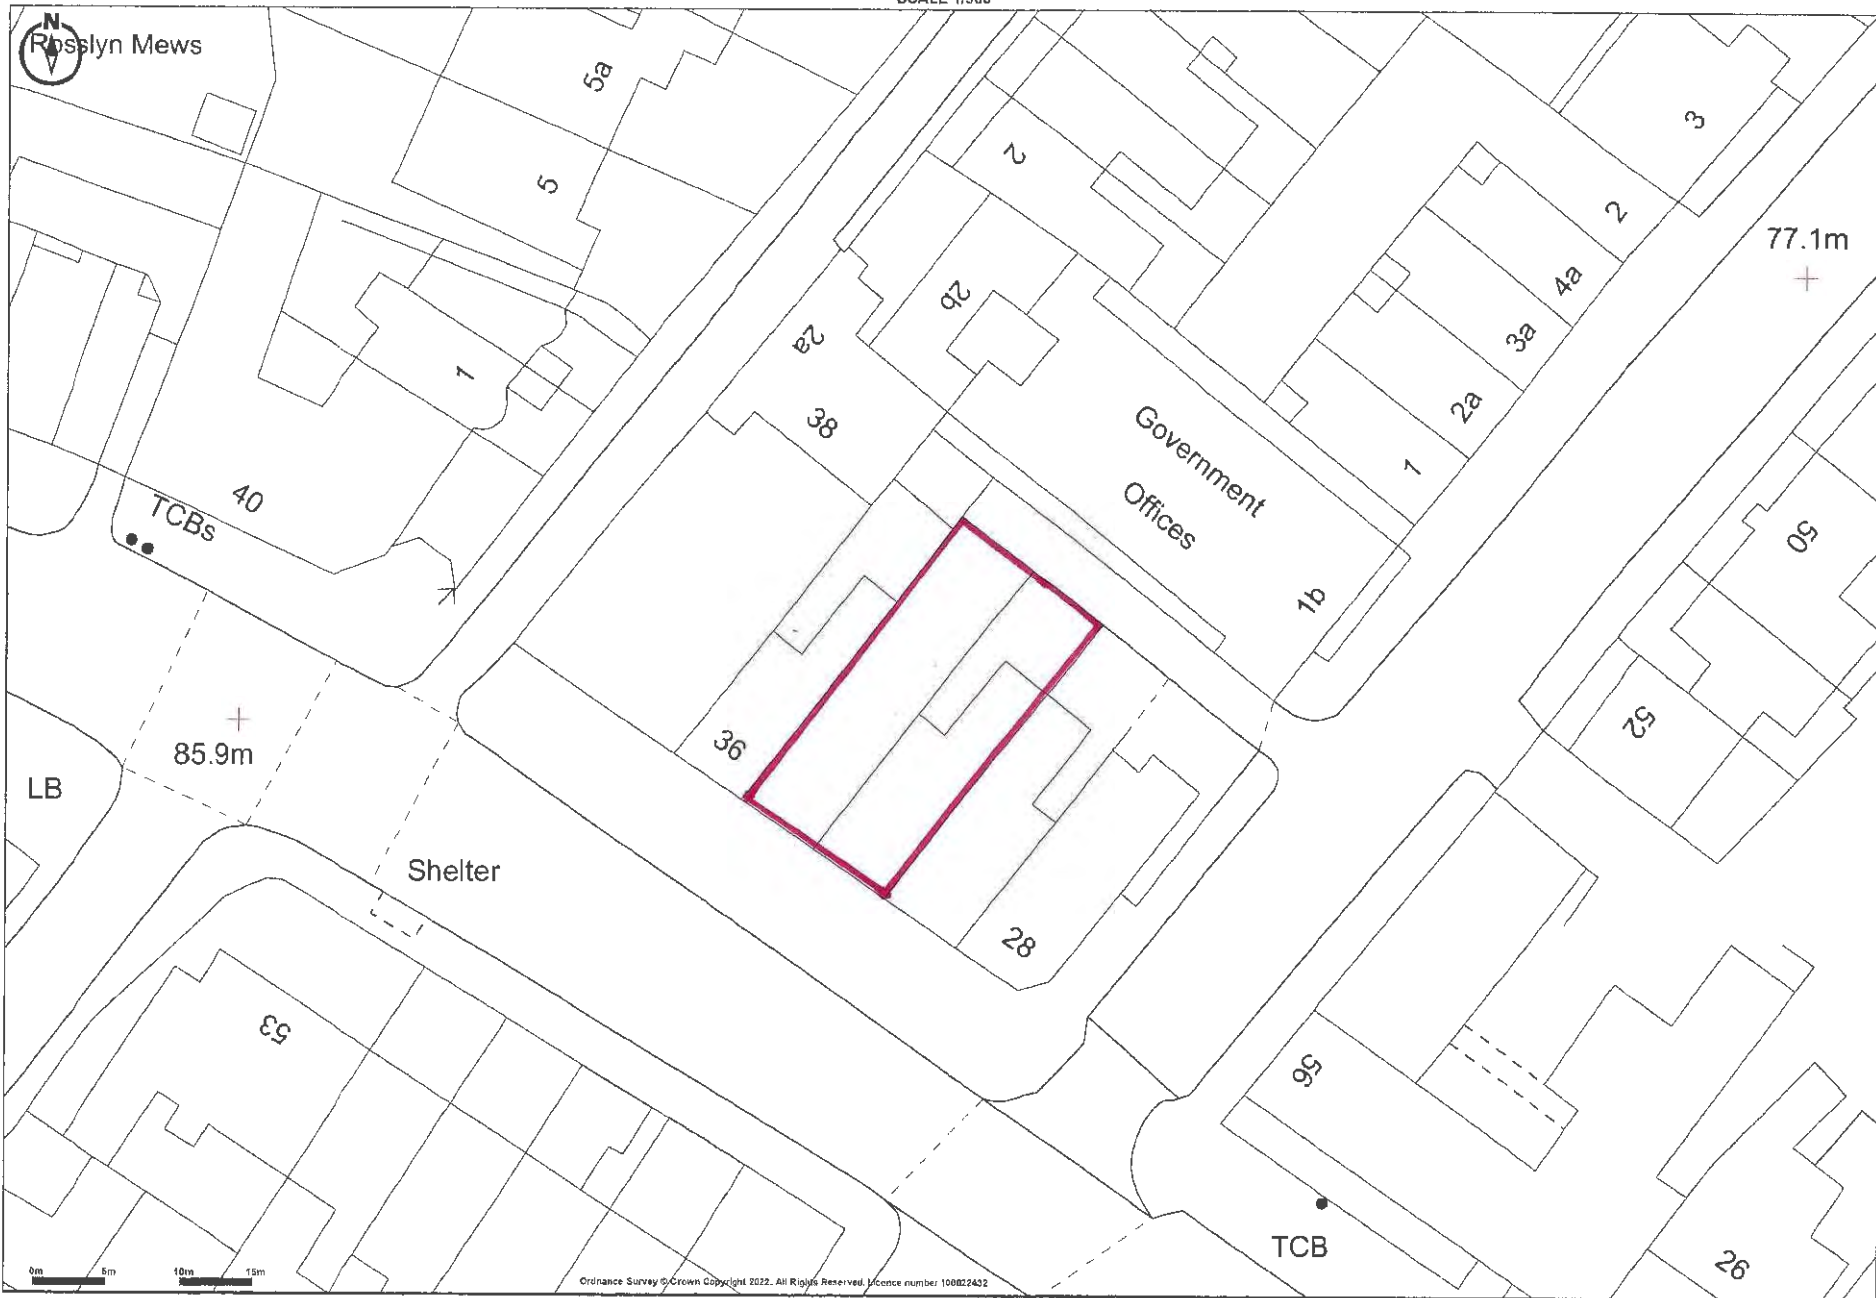 N
Rosslyn Mews
5a
5
2
3
2
77.1m
2b
4a
2a
3a
1
38
2a
Government
Offices
1
40
TCBs
50
1b
36
52
85.9m
LB
Shelter
28
53
56
TCB
26
0m 5m 10m 15m
Ordnance Survey © Crown Copyright 2022. All Rights Reserved. Licence number 100022432